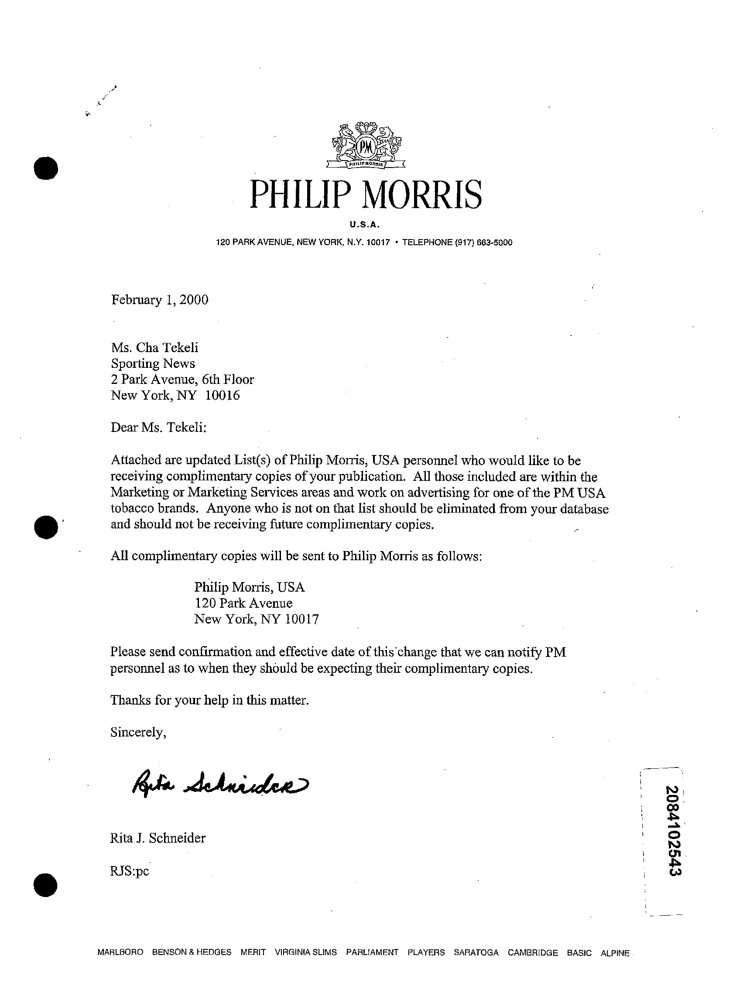 PM
PHILIP MORRIS
PHILIP MORRIS
U.S.A.
120 PARK AVENUE, NEW YORK, N.Y. 10017 • TELEPHONE (917) 663-5000
February 1, 2000
Ms. Cha Tekeli
Sporting News
2 Park Avenue, 6th Floor
New York, NY 10016
Dear Ms. Tekeli:
Attached are updated List(s) of Philip Morris, USA personnel who would like to be
receiving complimentary copies of your publication. All those included are within the
Marketing or Marketing Services areas and work on advertising for one of the PM USA
tobacco brands. Anyone who is not on that list should be eliminated from your database
and should not be receiving future complimentary copies.
All complimentary copies will be sent to Philip Morris as follows:
Philip Morris, USA
120 Park Avenue
New York, NY 10017
Please send confirmation and effective date of this change that we can notify PM
personnel as to when they should be expecting their complimentary copies.
Thanks for your help in this matter.
Sincerely,
Rita Schneider
Rita J. Schneider
RJS:pc
2084102543
MARLBORO BENSON & HEDGES MERIT VIRGINIA SLIMS PARLIAMENT PLAYERS SARATOGA CAMBRIDGE BASIC ALPINE